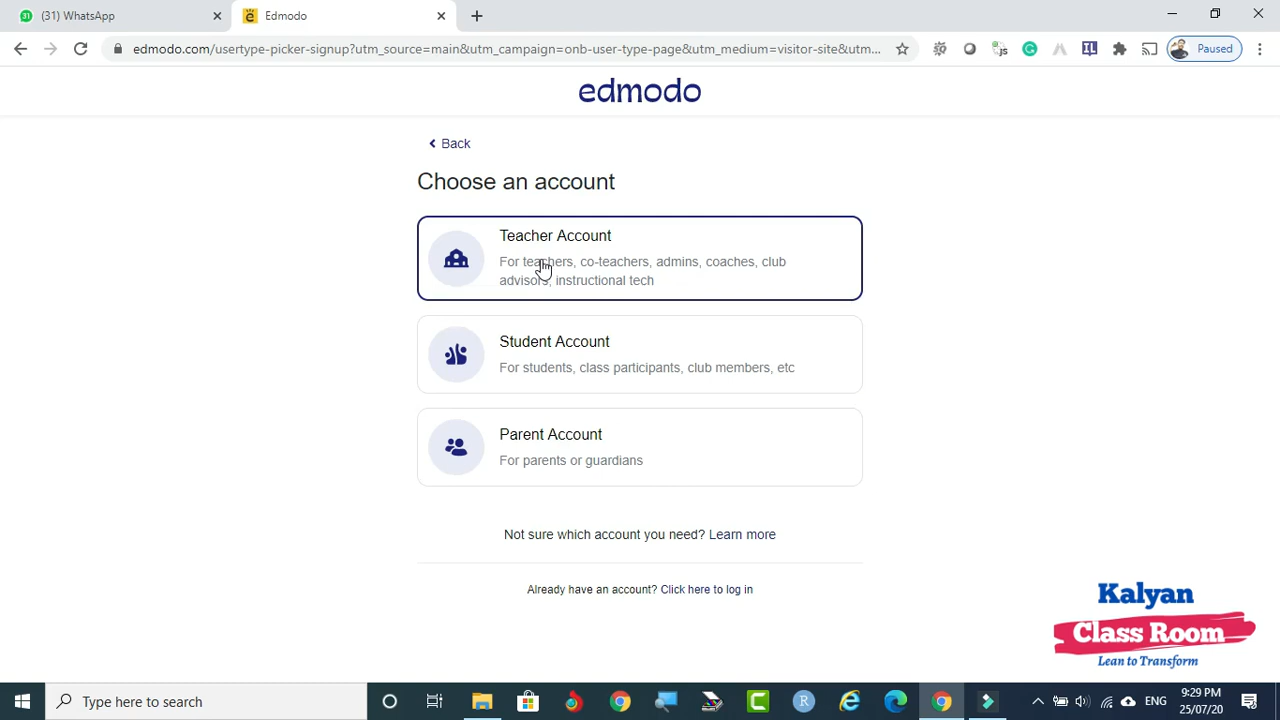 (31) WhatsApp
Edmodo
edmodo.com/usertype-picker-signup?utm_source=main&utm_campaign=onb-user-type-page&utm_medium=visitor-site&utm...
Paused
edmodo
Back
Choose an account
Teacher Account
For teachers, co-teachers, admins, coaches, club
advisors, instructional tech
Student Account
For students, class participants, club members, etc
Parent Account
For parents or guardians
Not sure which account you need? Learn more
Already have an account? Click here to log in
Kalyan
Class Room
Lean to Transform
Type here to search
ENG
9:29 PM
25/07/20